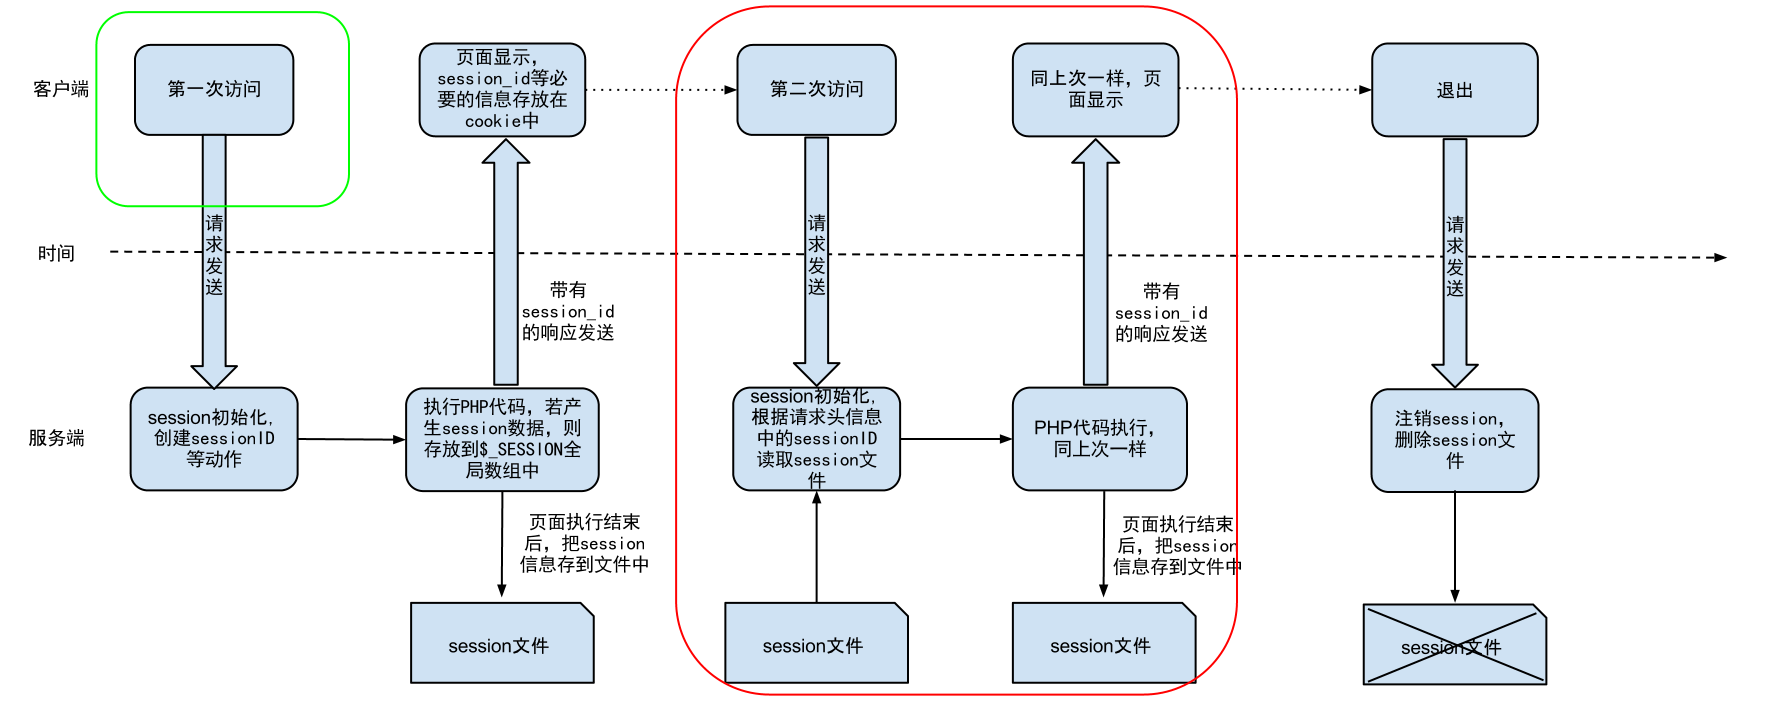 客户端
第一次访问
页面显示，
session_id等必
要的信息存放在
cookie中
第二次访问
同上次一样，页
面显示
退出
请
求
发
送
请
求
发
送
请
求
发
送
时间
带有
session_id
的响应发送
带有
session_id
的响应发送
服务端
session初始化,
创建sessionID
等动作
执行PHP代码，若产
生session数据，则
存放到$_SESSION全
局数组中
session初始化,
根据请求头信息
中的sessionID
读取session文
件
PHP代码执行，
同上次一样
注销session，
删除session文
件
页面执行结束
后，把session
信息存到文件中
页面执行结束
后，把session
信息存到文件中
session文件
session文件
session文件
session文件